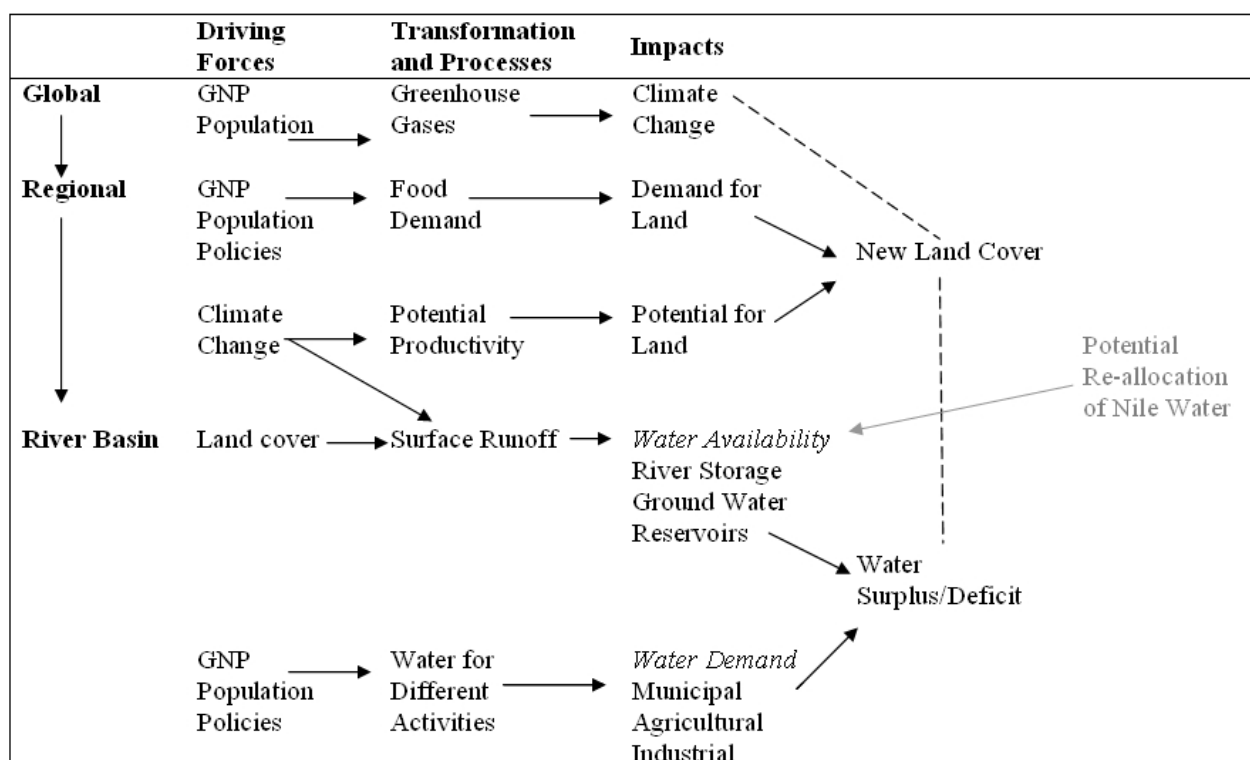 Driving Forces
Transformation and Processes
Impacts
Global
GNP
Population
Greenhouse
Gases
Climate
Change
Regional
GNP
Population
Policies
Food
Demand
Demand for
Land
New Land Cover
Climate
Change
Potential
Productivity
Potential for
Land
Potential
Re-allocation
of Nile Water
River Basin
Land cover
Surface Runoff
Water Availability
River Storage
Ground Water
Reservoirs
Water
Surplus/Deficit
GNP
Population
Policies
Water for
Different
Activities
Water Demand
Municipal
Agricultural
Industrial